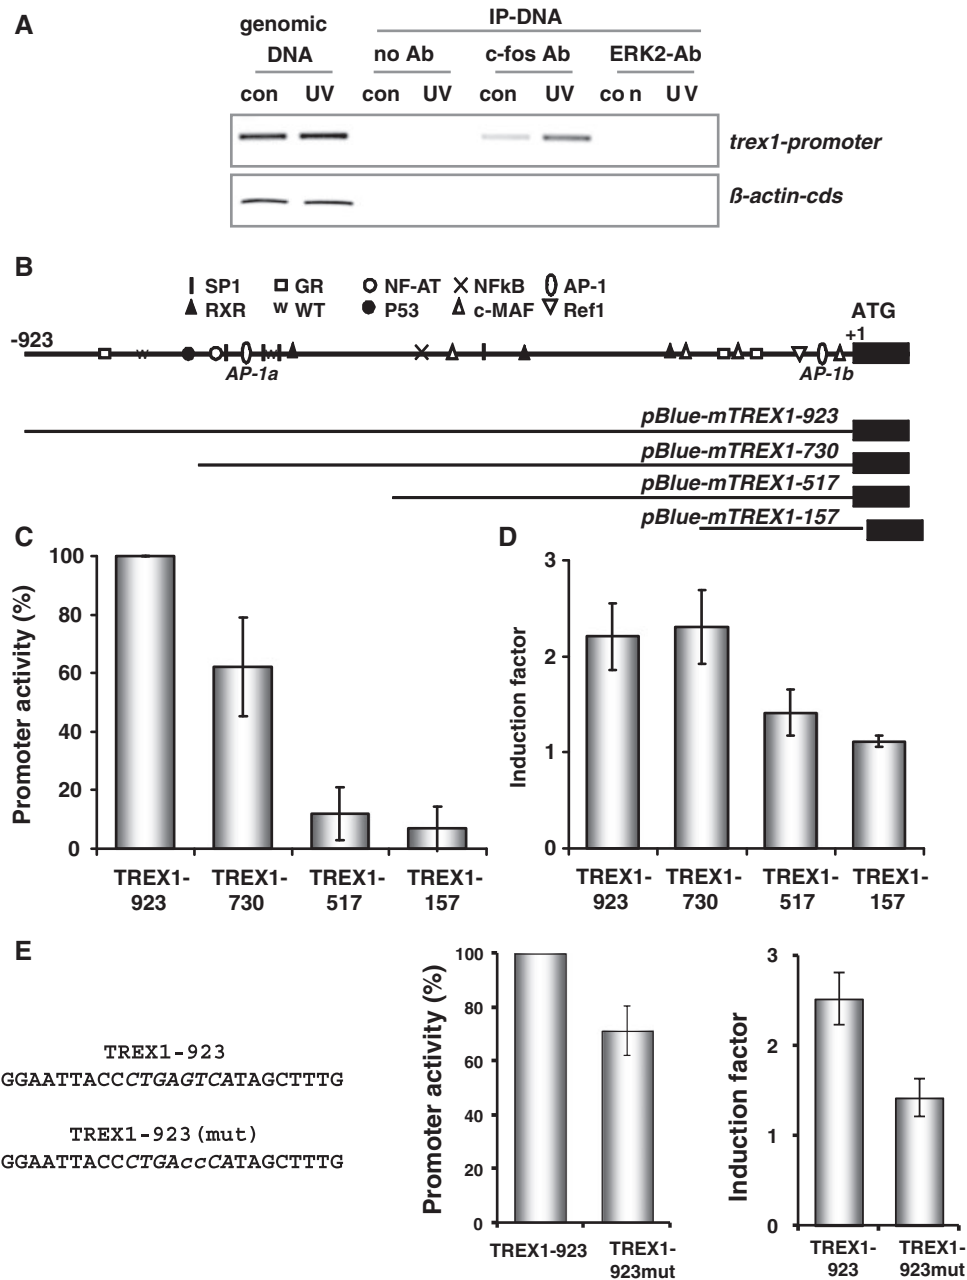 A
genomic
DNA
IP-DNA
no Ab
c-fos Ab
ERK2-Ab
con UV con UV con UV con UV
trex1-promoter
ß-actin-cds
B
SP1 GR NF-AT NFkB AP-1
RXR W WT P53 c-MAF Ref1
-923
ATG
+1
W W
AP-1a
AP-1b
pBlue-mTREX1-923
pBlue-mTREX1-730
pBlue-mTREX1-517
pBlue-mTREX1-157
C
Promoter activity (%)
100
80
60
40
20
0
TREX1-
923
TREX1-
730
TREX1-
517
TREX1-
157
D
Induction factor
3
2
1
0
TREX1-
923
TREX1-
730
TREX1-
517
TREX1-
157
E
TREX1-923
GGAATTACCCTGAGTCATAGCTTTG
TREX1-923(mut)
GGAATTACCCTGAccCATAGCTTTG
Promoter activity (%)
100
80
60
40
20
0
TREX1-923
TREX1-
923mut
Induction factor
3
2
1
0
TREX1-
923
TREX1-
923mut